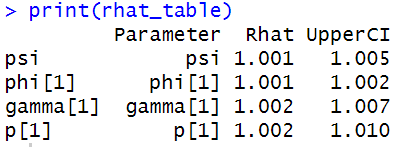 > print(rhat_table)
Parameter Rhat UpperCI
psi psi 1.001 1.005
phi[1] phi[1] 1.001 1.002
gamma[1] gamma[1] 1.002 1.007
p[1] p[1] 1.002 1.010